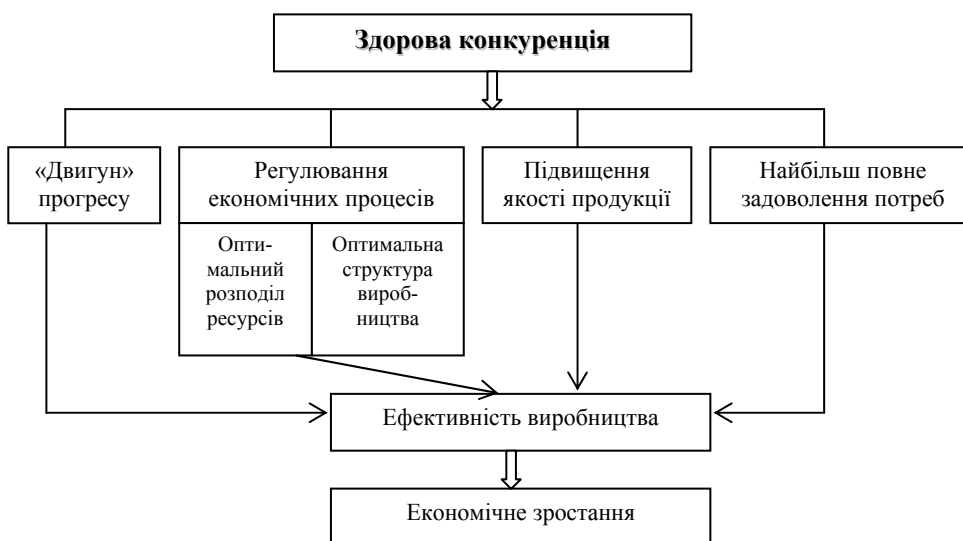 Здорова конкуренція
«Двигун»
прогресу
Регулювання
економічних процесів
Опти-
мальний
розподіл
ресурсів
Оптимальна
структура
вироб-
ництва
Підвищення
якості продукції
Найбільш повне
задоволення потреб
Ефективність виробництва
Економічне зростання